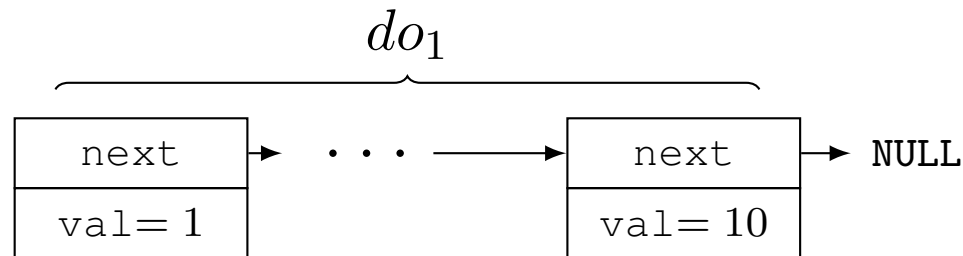 do₁
next · · · next NULL
val= 1 val= 10